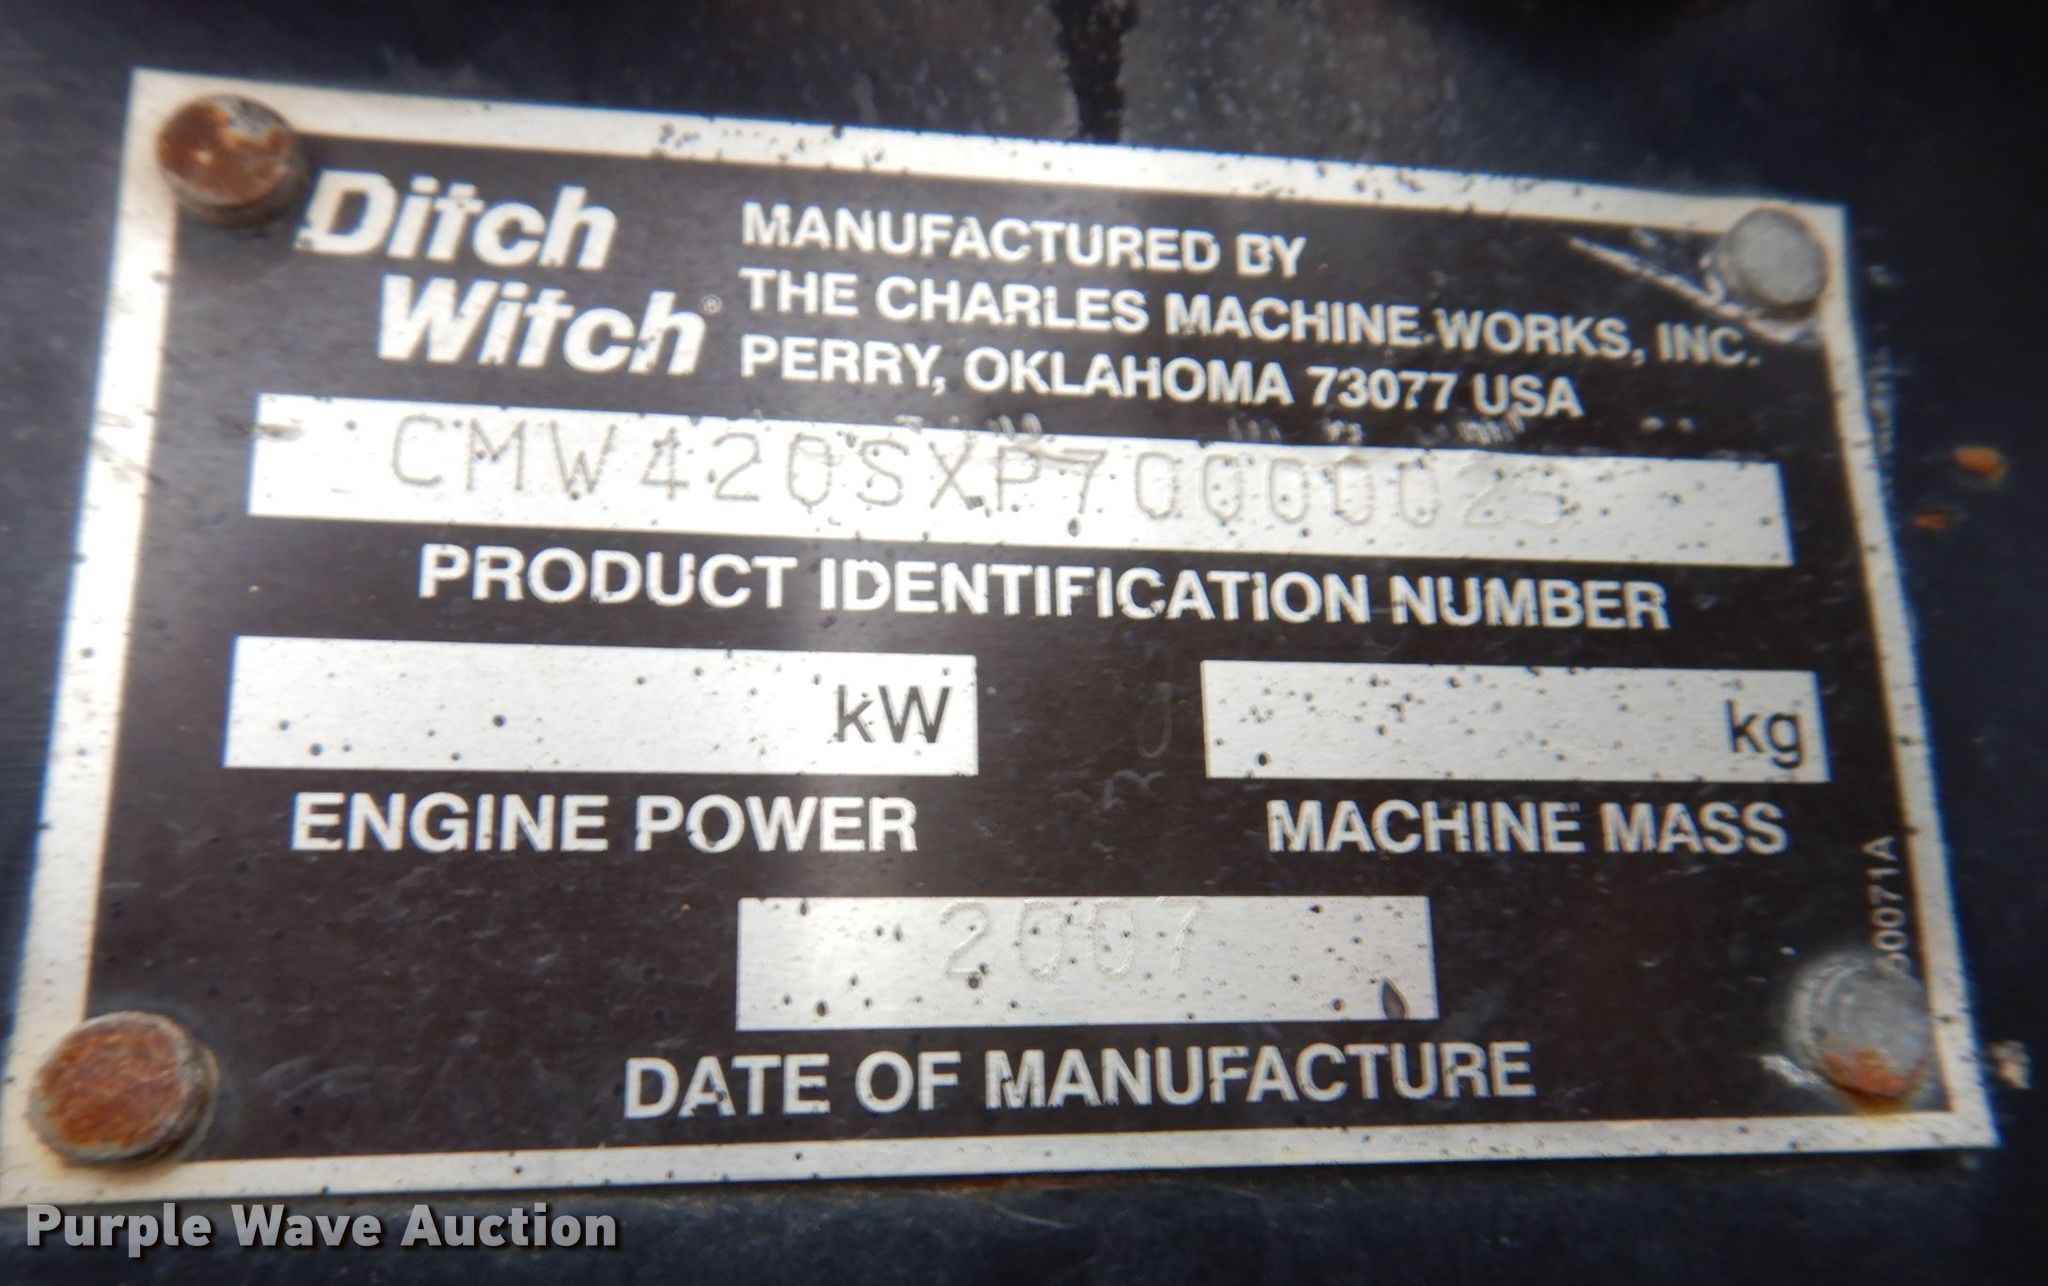 Ditch
Witch®
MANUFACTURED BY
THE CHARLES MACHINE WORKS, INC.
PERRY, OKLAHOMA 73077 USA
CMW420SXP70000025
PRODUCT IDENTIFICATION NUMBER
kW
kg
ENGINE POWER
MACHINE MASS
2007
DATE OF MANUFACTURE
Purple Wave Auction